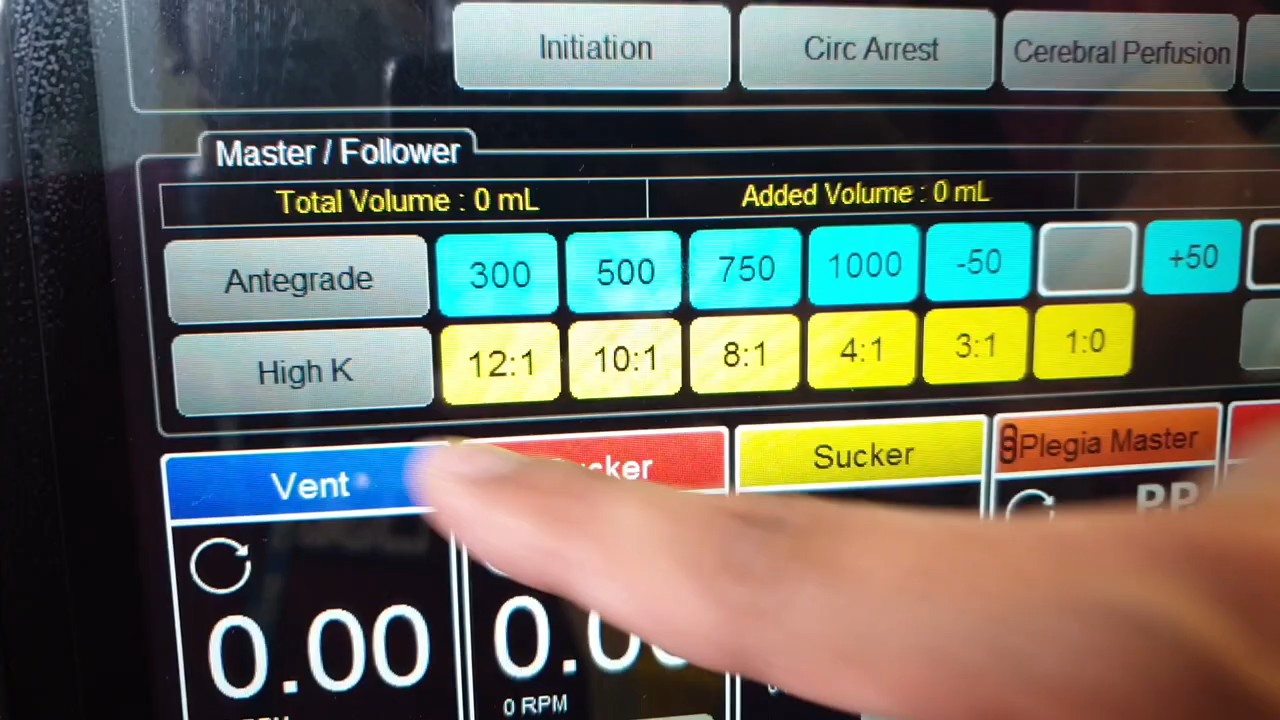 Initiation
Circ Arrest
Cerebral Perfusion
Master / Follower
Total Volume : 0 mL
Added Volume : 0 mL
Antegrade
300
500
750
1000
-50
+50
High K
12:1
10:1
8:1
4:1
3:1
1:0
Vent
Sucker
Plegia Master
0.00
0 RPM